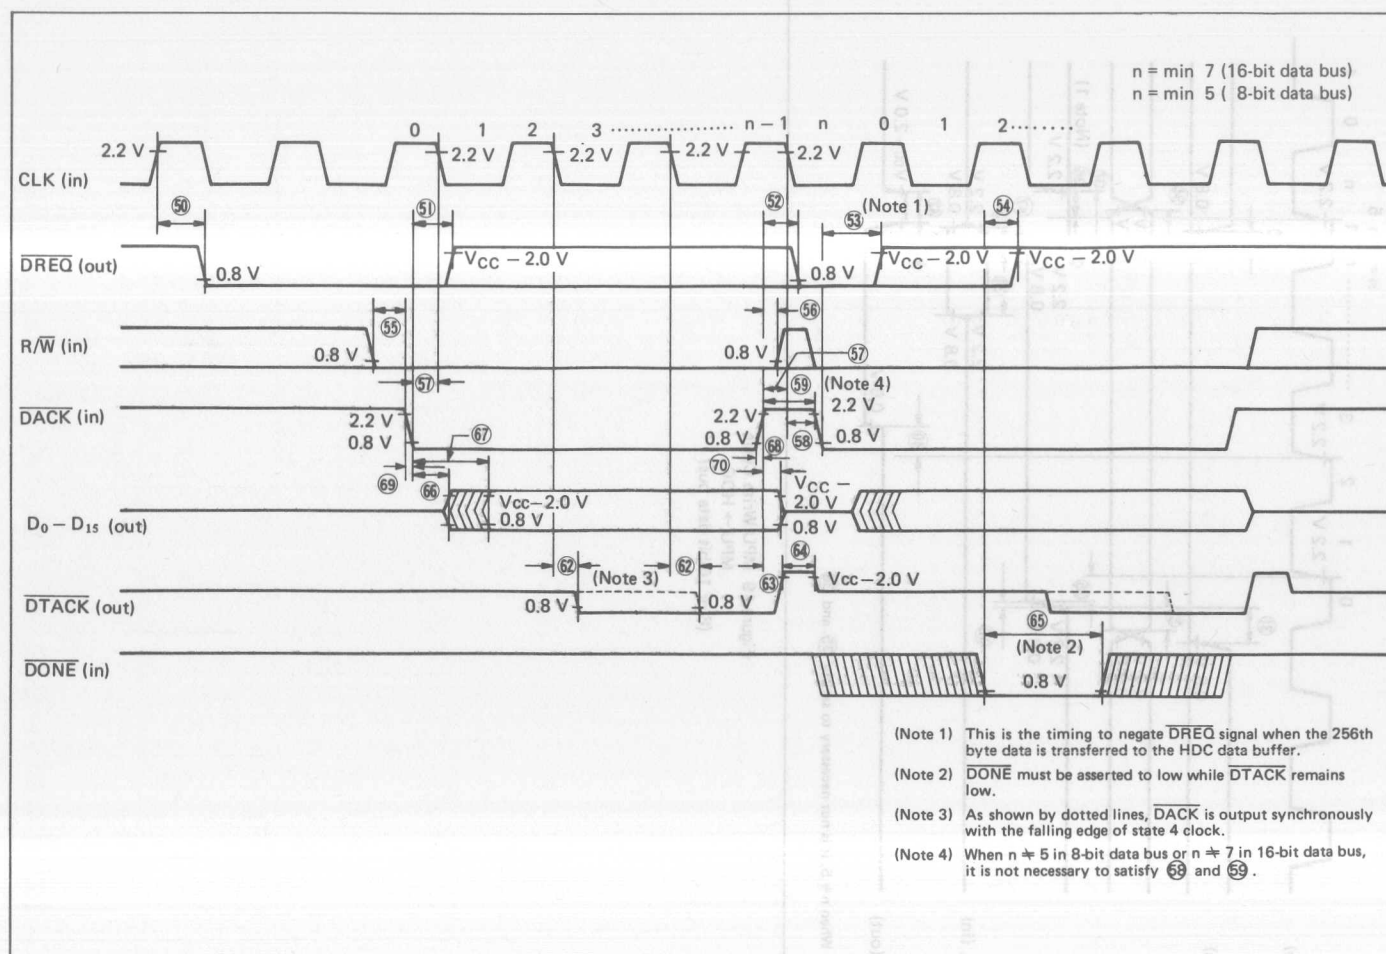 n = min 7 (16-bit data bus)
n = min 5 ( 8-bit data bus)
0 1 2 3 ···················· n – 1 n 0 1 2··········
2.2 V 2.2 V 2.2 V 2.2 V 2.2 V 2.2 V
CLK (in)
㊿ 51 52 53 (Note 1) 54
DREQ (out) 0.8 V VCC – 2.0 V 0.8 V VCC – 2.0 V VCC – 2.0 V
55 56
R/W (in) 0.8 V 0.8 V 57
57 59 (Note 4)
DACK (in) 2.2 V 2.2 V 2.2 V
0.8 V 0.8 V 58 0.8 V
67 68
69 66 70
VCC –
D0 – D15 (out) Vcc–2.0 V 2.0 V
0.8 V 0.8 V
62 (Note 3) 62 63 64
DTACK (out) 0.8 V 0.8 V Vcc–2.0 V
65
(Note 2)
DONE (in) 0.8 V
(Note 1) This is the timing to negate DREQ signal when the 256th
byte data is transferred to the HDC data buffer.
(Note 2) DONE must be asserted to low while DTACK remains
low.
(Note 3) As shown by dotted lines, DACK is output synchronously
with the falling edge of state 4 clock.
(Note 4) When n ≠ 5 in 8-bit data bus or n ≠ 7 in 16-bit data bus,
it is not necessary to satisfy 58 and 59 .